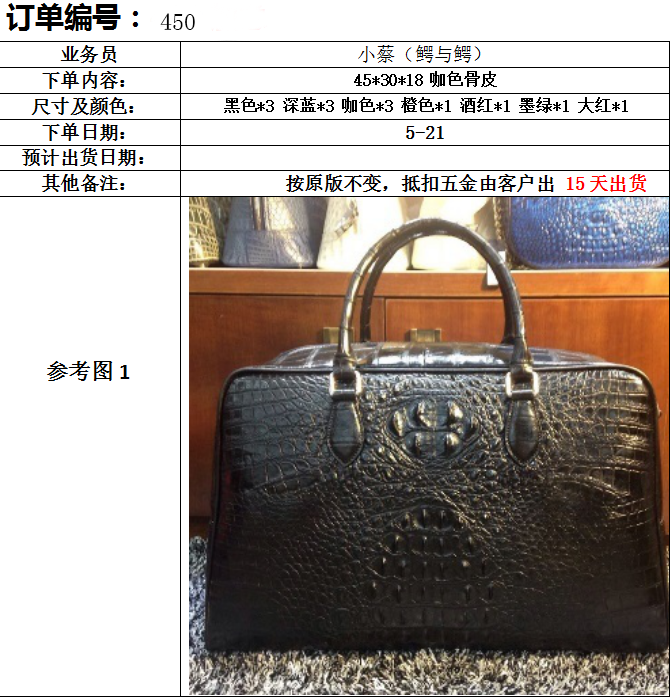 订单编号： 450
业务员 小蔡（鳄与鳄）
下单内容： 45*30*18 咖色骨皮
尺寸及颜色： 黑色*3 深蓝*3 咖色*3 橙色*1 酒红*1 墨绿*1 大红*1
下单日期： 5-21
预计出货日期：
其他备注： 按原版不变，抵扣五金由客户出 15天出货
参考图1